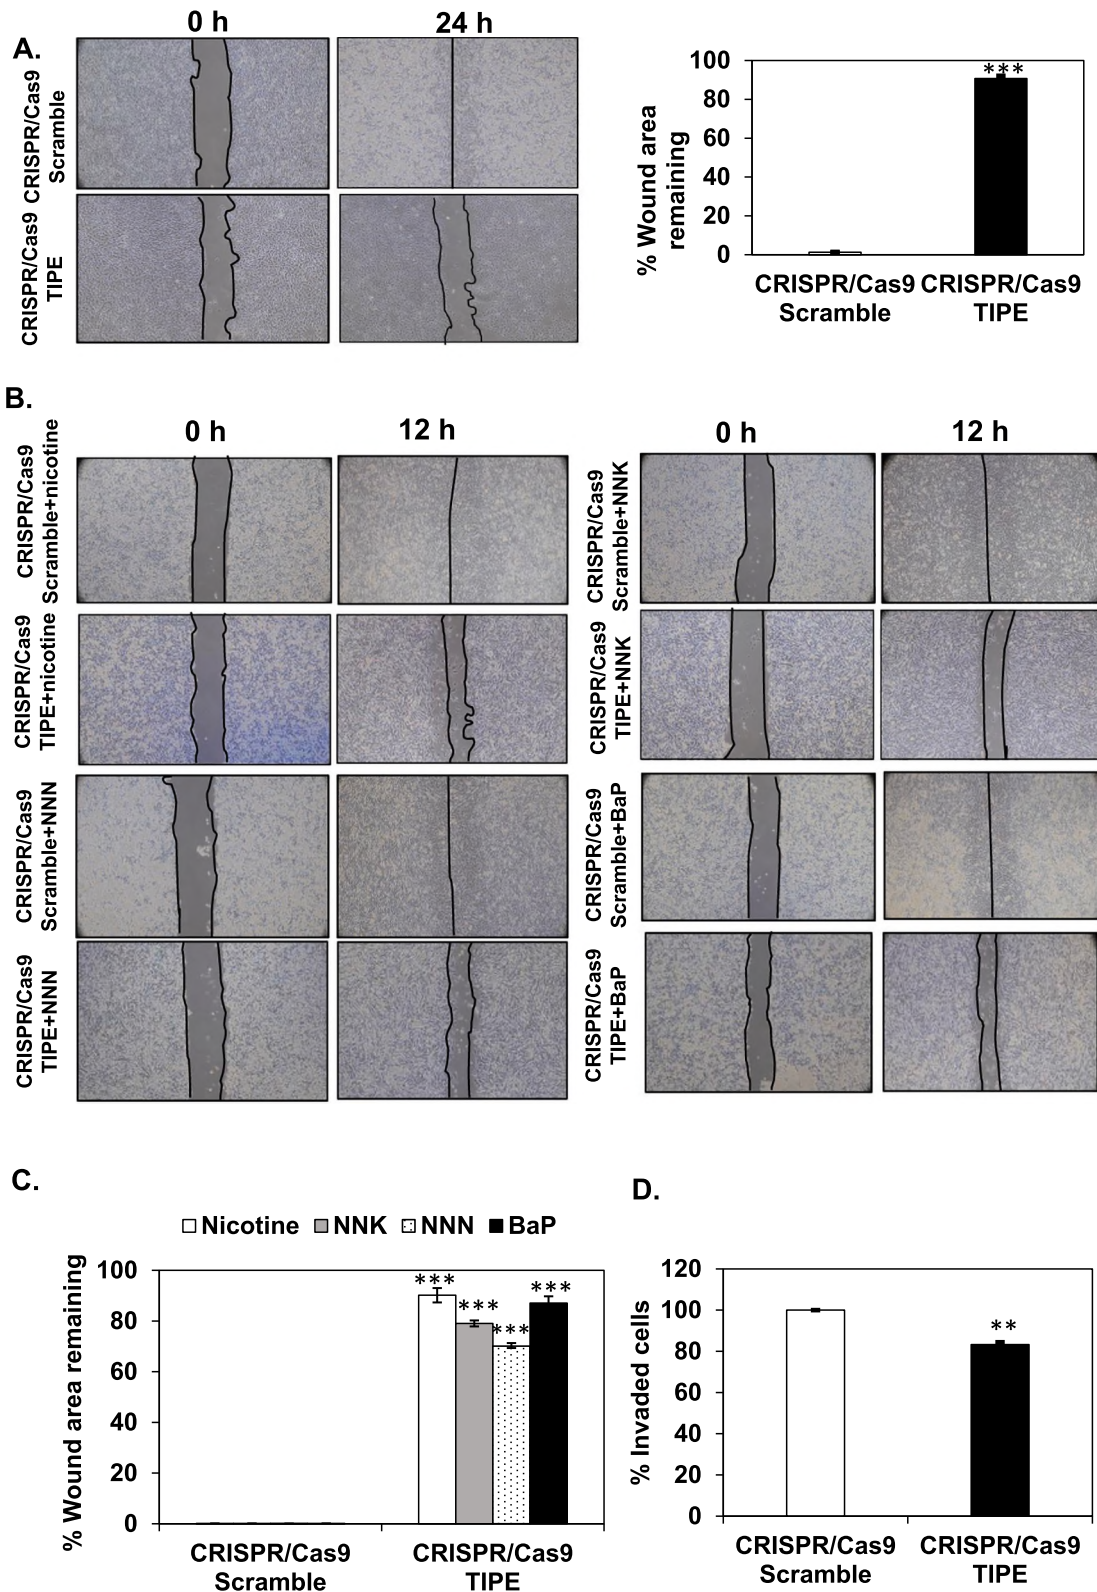 A.
0 h
24 h
CRISPR/Cas9
Scramble
CRISPR/Cas9
TIPE
% Wound area
remaining
100
80
60
40
20
0
***
CRISPR/Cas9
Scramble
CRISPR/Cas9
TIPE
B.
0 h
12 h
0 h
12 h
CRISPR/Cas9
Scramble+nicotine
CRISPR/Cas9
Scramble+NNK
CRISPR/Cas9
TIPE+nicotine
CRISPR/Cas9
TIPE+NNK
CRISPR/Cas9
Scramble+NNN
CRISPR/Cas9
Scramble+BaP
CRISPR/Cas9
TIPE+NNN
CRISPR/Cas9
TIPE+BaP
C.
Nicotine NNK NNN BaP
% Wound area remaining
100
80
60
40
20
0
***
***
***
***
CRISPR/Cas9
Scramble
CRISPR/Cas9
TIPE
D.
% Invaded cells
120
100
80
60
40
20
0
**
CRISPR/Cas9
Scramble
CRISPR/Cas9
TIPE